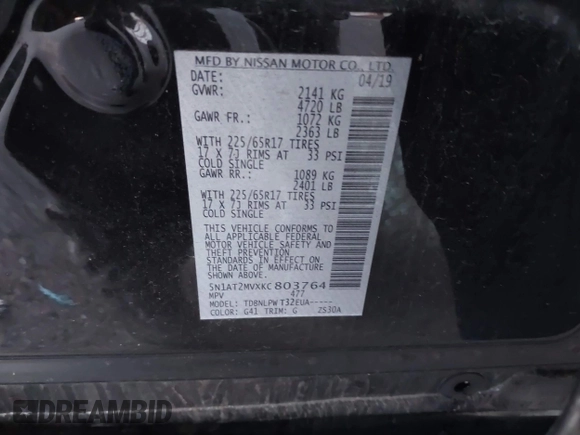 MFD BY NISSAN MOTOR CO., LTD.
DATE: 04/19
GVWR: 2141 KG
4720 LB
GAWR FR.: 1072 KG
2363 LB
WITH 225/65R17 TIRES
17 X 7J RIMS AT 33 PSI
COLD SINGLE
GAWR RR.: 1089 KG
2401 LB
WITH 225/65R17 TIRES
17 X 7J RIMS AT 33 PSI
COLD SINGLE
THIS VEHICLE CONFORMS TO
ALL APPLICABLE FEDERAL
MOTOR VEHICLE SAFETY AND
THEFT PREVENTION
STANDARDS IN EFFECT ON
THE DATE OF MANUFACTURE
SHOWN ABOVE.
5N1AT2MVXKC803764
MPV 477
MODEL: TDBNLPW T32EUA-----
COLOR: G41 TRIM: G 2S30A
DREAMBID